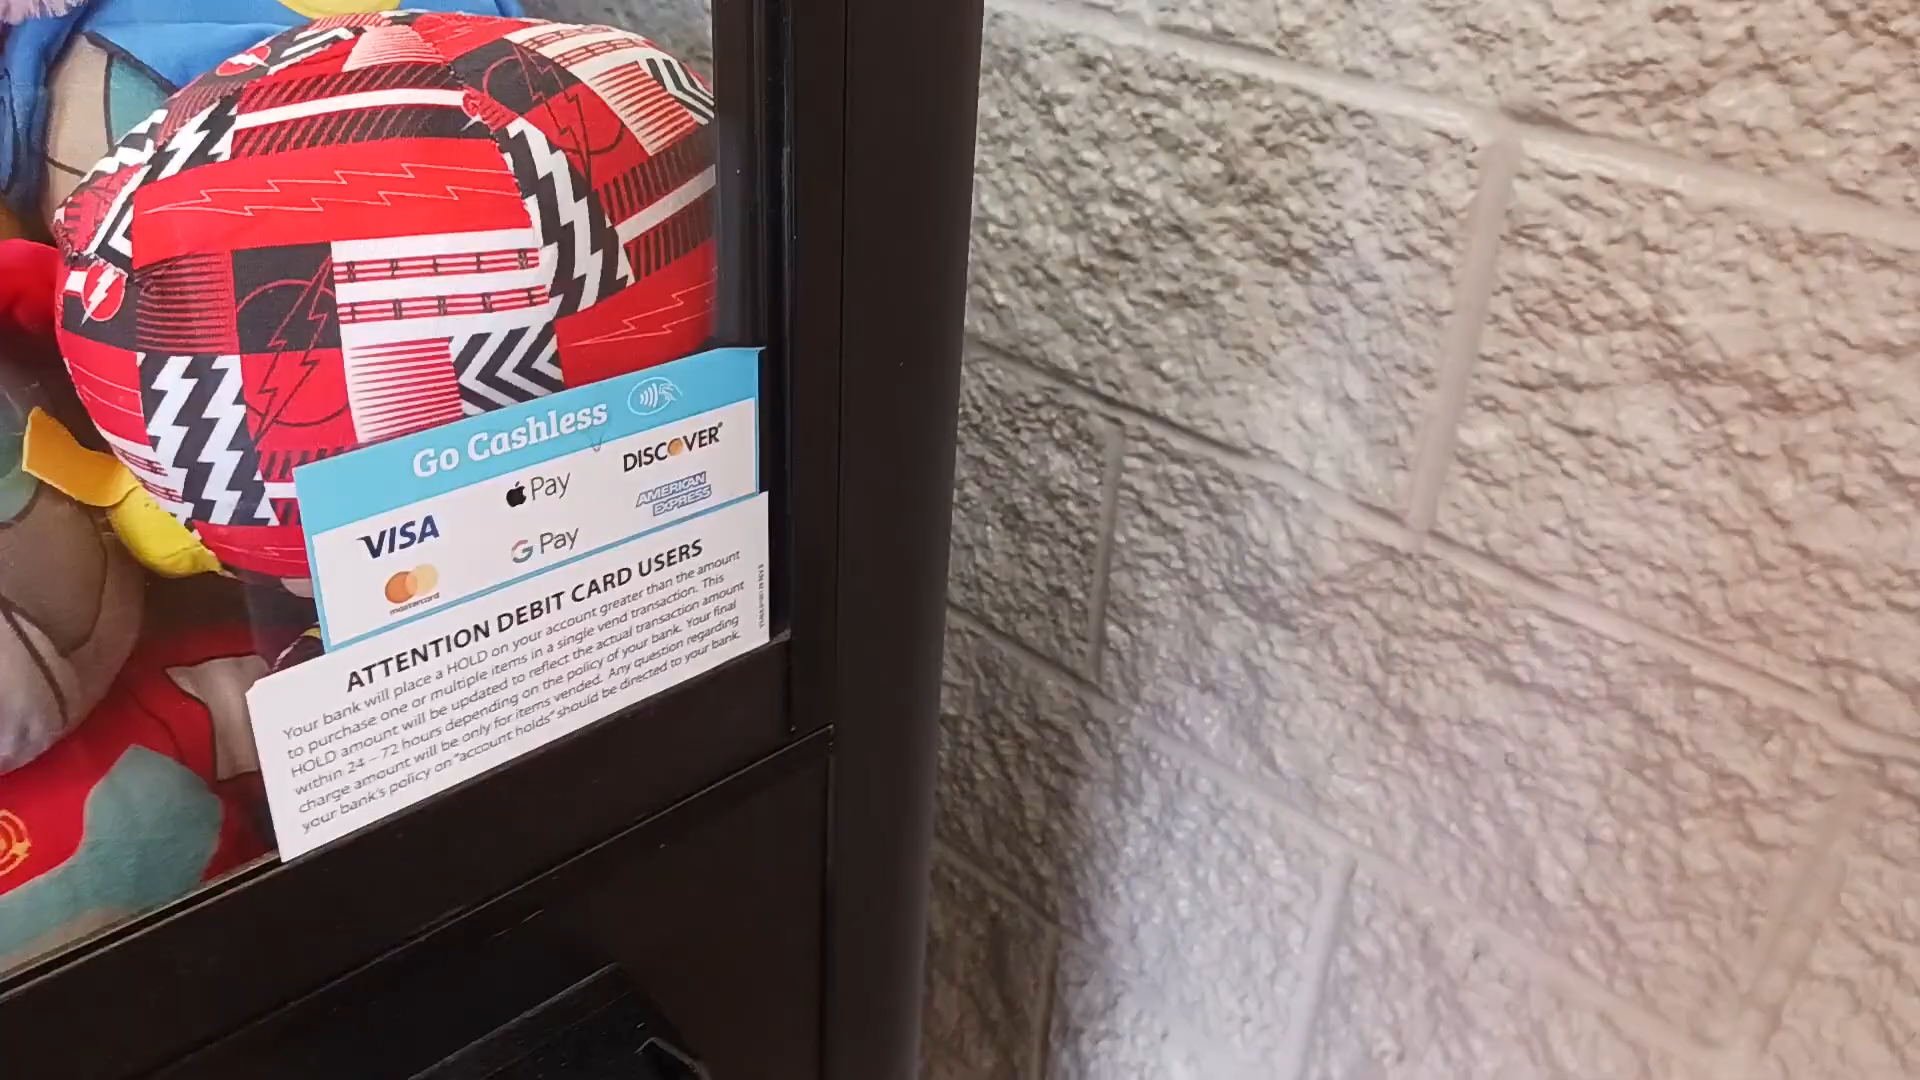 Go Cashless
VISA
Pay
DISCOVER
mastercard
G Pay
AMERICAN
EXPRESS
ATTENTION DEBIT CARD USERS
Your bank will place a HOLD on your account greater than the amount
to purchase one or multiple items in a single vend transaction. This
HOLD amount will be updated to reflect the actual transaction amount
within 24 – 72 hours depending on the policy of your bank. Your final
charge amount will be only for items vended. Any question regarding
your bank's policy on "account holds" should be directed to your bank.